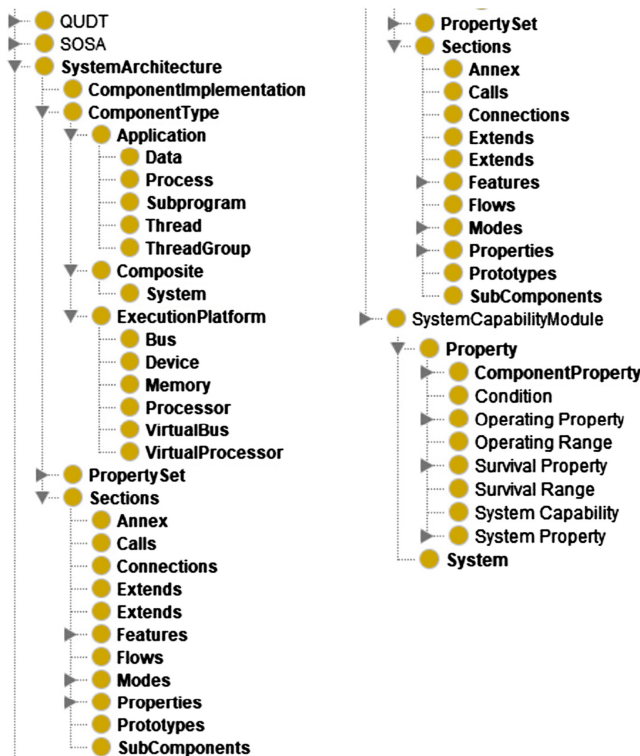 QUDT
SOSA
SystemArchitecture
ComponentImplementation
ComponentType
Application
Data
Process
Subprogram
Thread
ThreadGroup
Composite
System
ExecutionPlatform
Bus
Device
Memory
Processor
VirtualBus
VirtualProcessor
PropertySet
Sections
Annex
Calls
Connections
Extends
Extends
Features
Flows
Modes
Properties
Prototypes
SubComponents
PropertySet
Sections
Annex
Calls
Connections
Extends
Extends
Features
Flows
Modes
Properties
Prototypes
SubComponents
SystemCapabilityModule
Property
ComponentProperty
Condition
Operating Property
Operating Range
Survival Property
Survival Range
System Capability
System Property
System